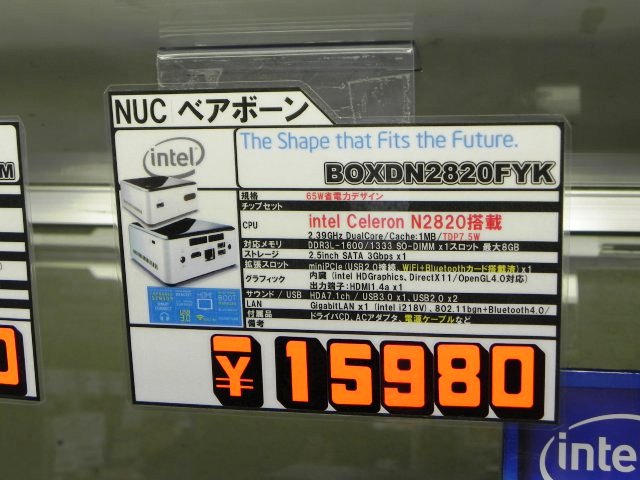 NUC ベアボーン
intel
The Shape that Fits the Future.
BOXDN2820FYK
規格 65W省電力デザイン
チップセット
CPU intel Celeron N2820搭載
2.39GHz DualCore/Cache:1MB/TDP7.5W
対応メモリ DDR3L-1600/1333 SO-DIMM x1スロット 最大8GB
ストレージ 2.5inch SATA 3Gbps x1
拡張スロット miniPCIe(USB2.0接続, WiFi+Bluetoothカード搭載済) x1
グラフィック 内蔵 (intel HDGraphics, DirectX11/OpenGL4.0対応)
出力端子:HDMI1.4a x1
サウンド / USB HDA7.1ch / USB3.0 x1, USB2.0 x2
LAN GigabitLAN x1 (intel i218V), 802.11bgn+Bluetooth4.0/
付属品 ドライバCD, ACアダプタ, 電源ケーブルなど
備考
¥15980
M
0
inte